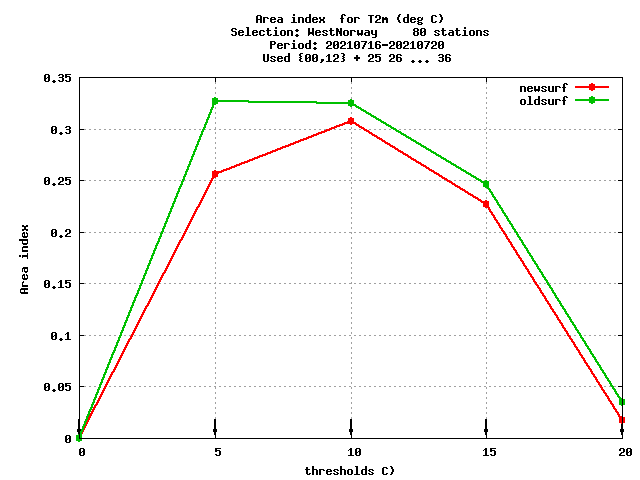 Area index  for T2m (deg C)
Selection: WestNorway     80 stations
Period: 20210716-20210720
Used {00,12} + 25 26 ... 36
newsurf
oldsurf
0.35
0.3
0.25
0.2
0.15
0.1
0.05
0
Area index
0 5 10 15 20
thresholds C)